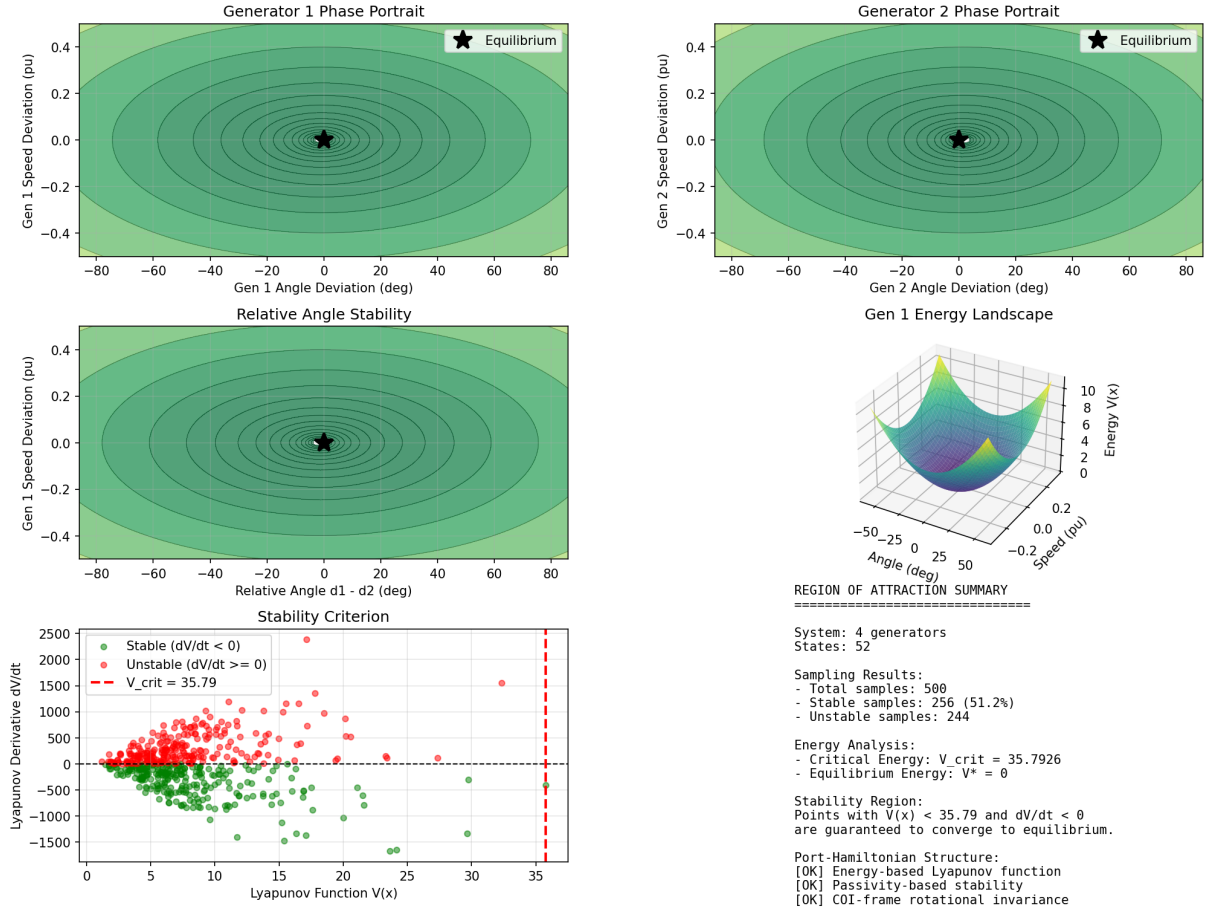 Generator 1 Phase Portrait
Gen 1 Speed Deviation (pu)
0.4
0.2
0.0
−0.2
−0.4
★ Equilibrium
−80 −60 −40 −20 0 20 40 60 80
Gen 1 Angle Deviation (deg)
Generator 2 Phase Portrait
Gen 2 Speed Deviation (pu)
0.4
0.2
0.0
−0.2
−0.4
★ Equilibrium
−80 −60 −40 −20 0 20 40 60 80
Gen 2 Angle Deviation (deg)
Relative Angle Stability
Gen 1 Speed Deviation (pu)
0.4
0.2
0.0
−0.2
−0.4
−80 −60 −40 −20 0 20 40 60 80
Relative Angle d1 - d2 (deg)
Gen 1 Energy Landscape
10
8
6
4
2
0
Energy V(x)
−50 −25 0 25 50
Angle (deg)
−0.2 0.0 0.2
Speed (pu)
Stability Criterion
Lyapunov Derivative dV/dt
2500
2000
1500
1000
500
0
−500
−1000
−1500
Stable (dV/dt < 0)
Unstable (dV/dt >= 0)
V_crit = 35.79
0 5 10 15 20 25 30 35
Lyapunov Function V(x)
REGION OF ATTRACTION SUMMARY
===============================
System: 4 generators
States: 52
Sampling Results:
- Total samples: 500
- Stable samples: 256 (51.2%)
- Unstable samples: 244
Energy Analysis:
- Critical Energy: V_crit = 35.7926
- Equilibrium Energy: V* = 0
Stability Region:
Points with V(x) < 35.79 and dV/dt < 0
are guaranteed to converge to equilibrium.
Port-Hamiltonian Structure:
[OK] Energy-based Lyapunov function
[OK] Passivity-based stability
[OK] COI-frame rotational invariance